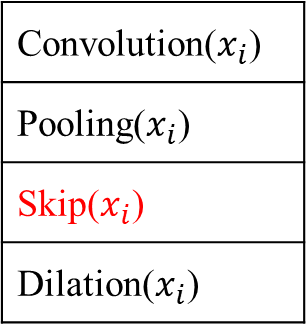 Convolution(𝑥ᵢ)
Pooling(𝑥ᵢ)
Skip(𝑥ᵢ)
Dilation(𝑥ᵢ)